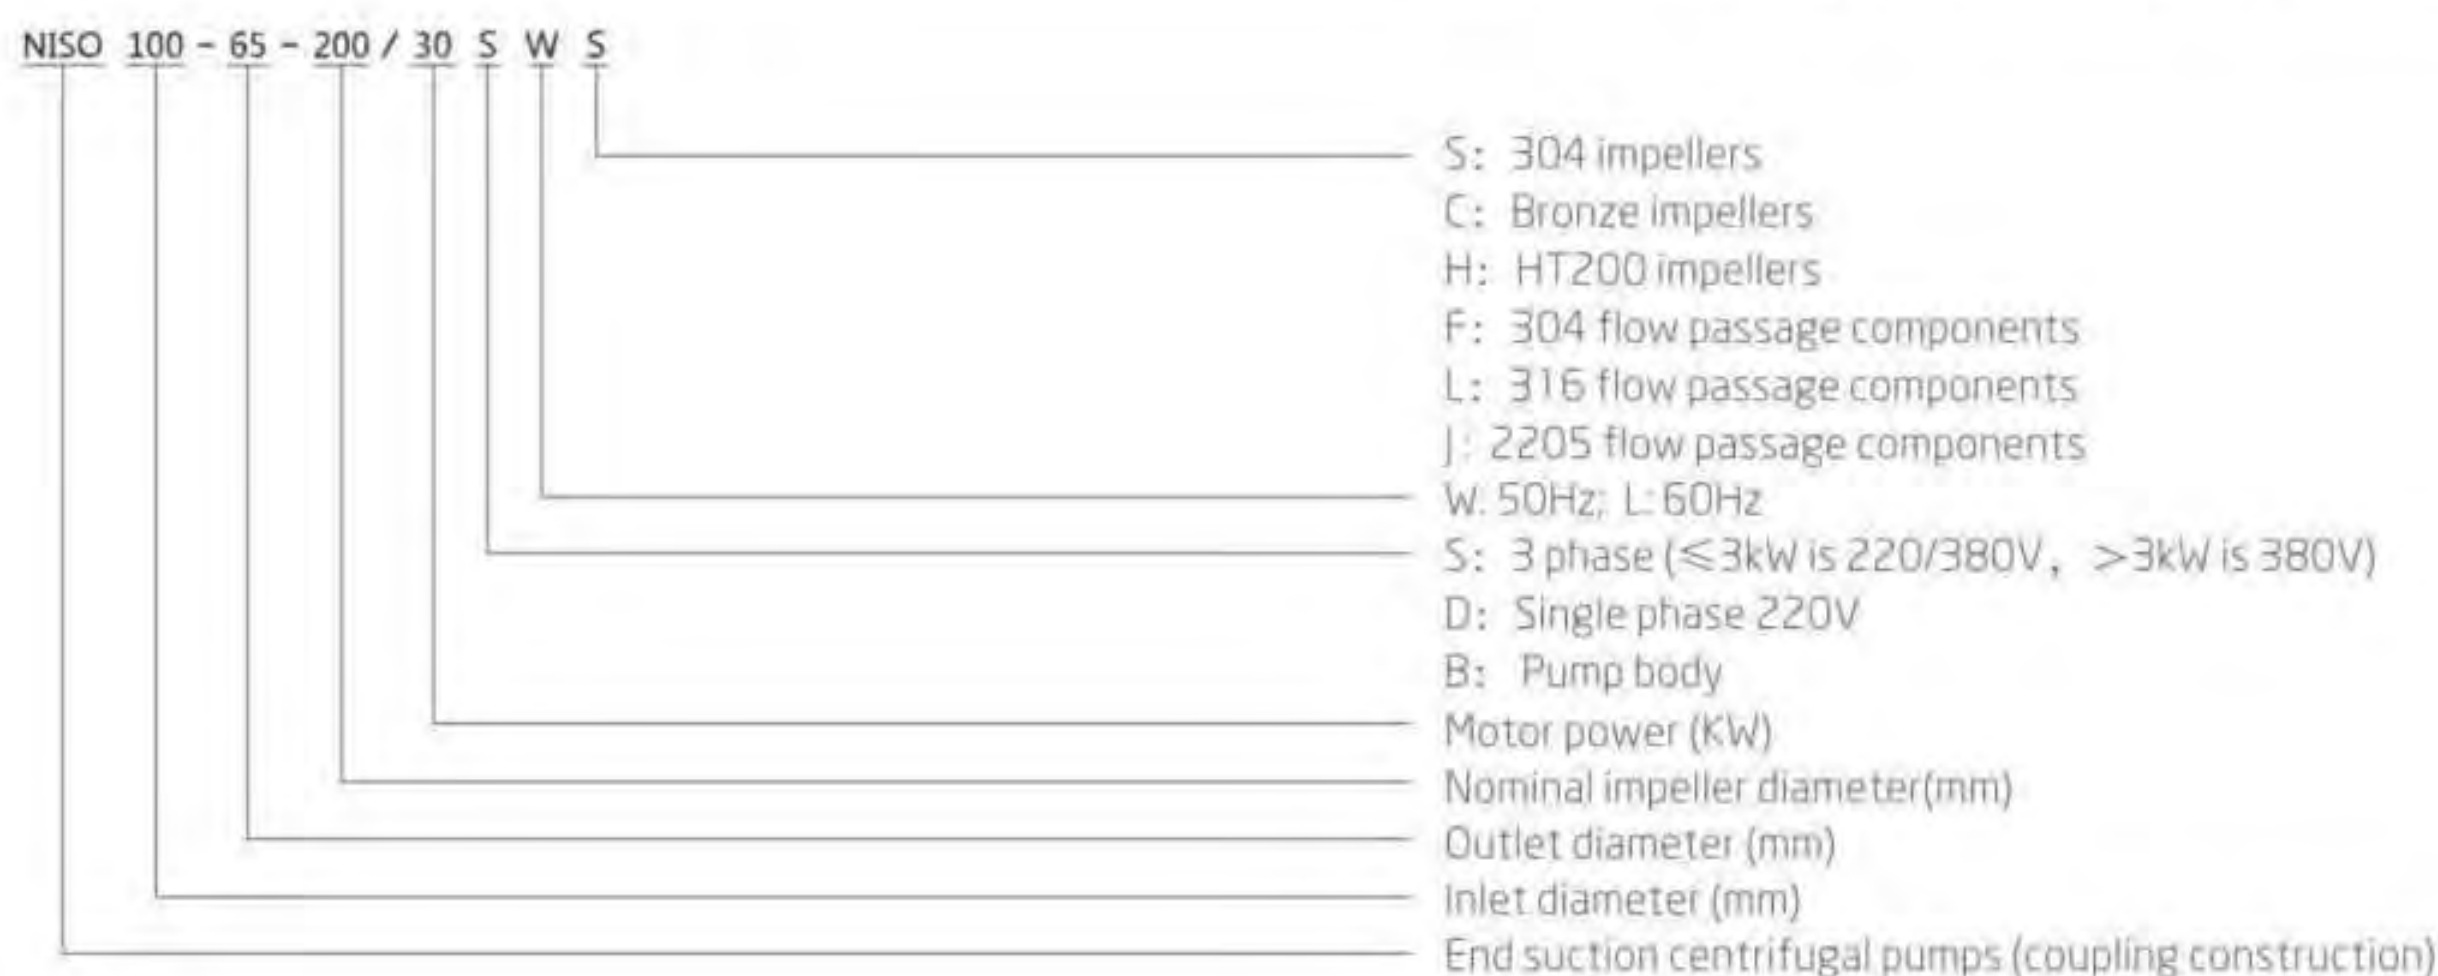 NISO 100 - 65 - 200 / 30 S W S
S: 304 impellers
C: Bronze impellers
H: HT200 impellers
F: 304 flow passage components
L: 316 flow passage components
J: 2205 flow passage components
W: 50Hz; L: 60Hz
S: 3 phase (≤3kW is 220/380V, >3kW is 380V)
D: Single phase 220V
B: Pump body
Motor power (KW)
Nominal impeller diameter(mm)
Outlet diameter (mm)
Inlet diameter (mm)
End suction centrifugal pumps (coupling construction)